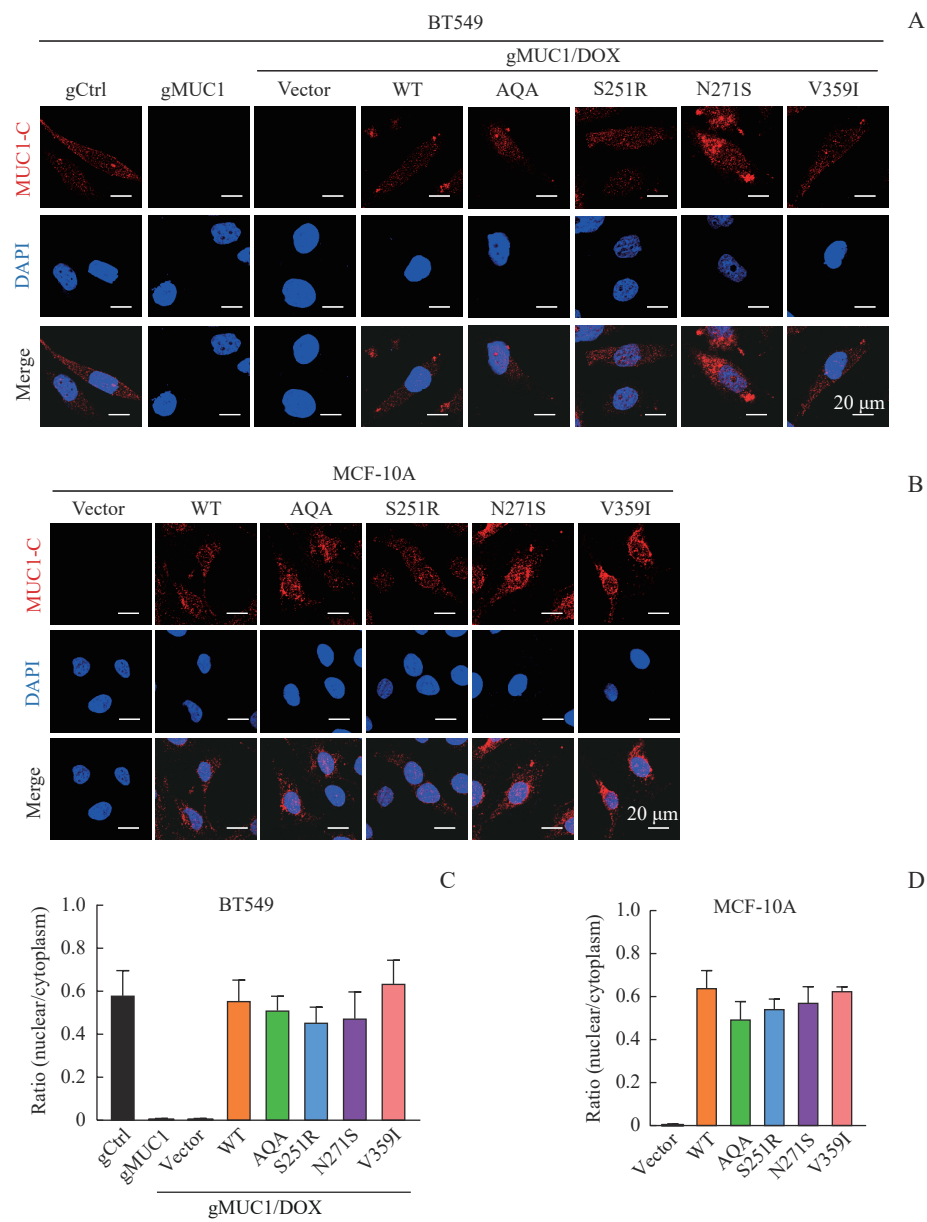 A
BT549
gMUC1/DOX
gCtrl gMUC1 Vector WT AQA S251R N271S V359I
MUC1-C
DAPI
Merge
20 μm
B
MCF-10A
Vector WT AQA S251R N271S V359I
MUC1-C
DAPI
Merge
20 μm
C
BT549
Ratio (nuclear/cytoplasm)
1.0
0.8
0.6
0.4
0.2
0
gCtrl gMUC1 Vector WT AQA S251R N271S V359I
gMUC1/DOX
D
MCF-10A
Ratio (nuclear/cytoplasm)
1.0
0.8
0.6
0.4
0.2
0
Vector WT AQA S251R N271S V359I